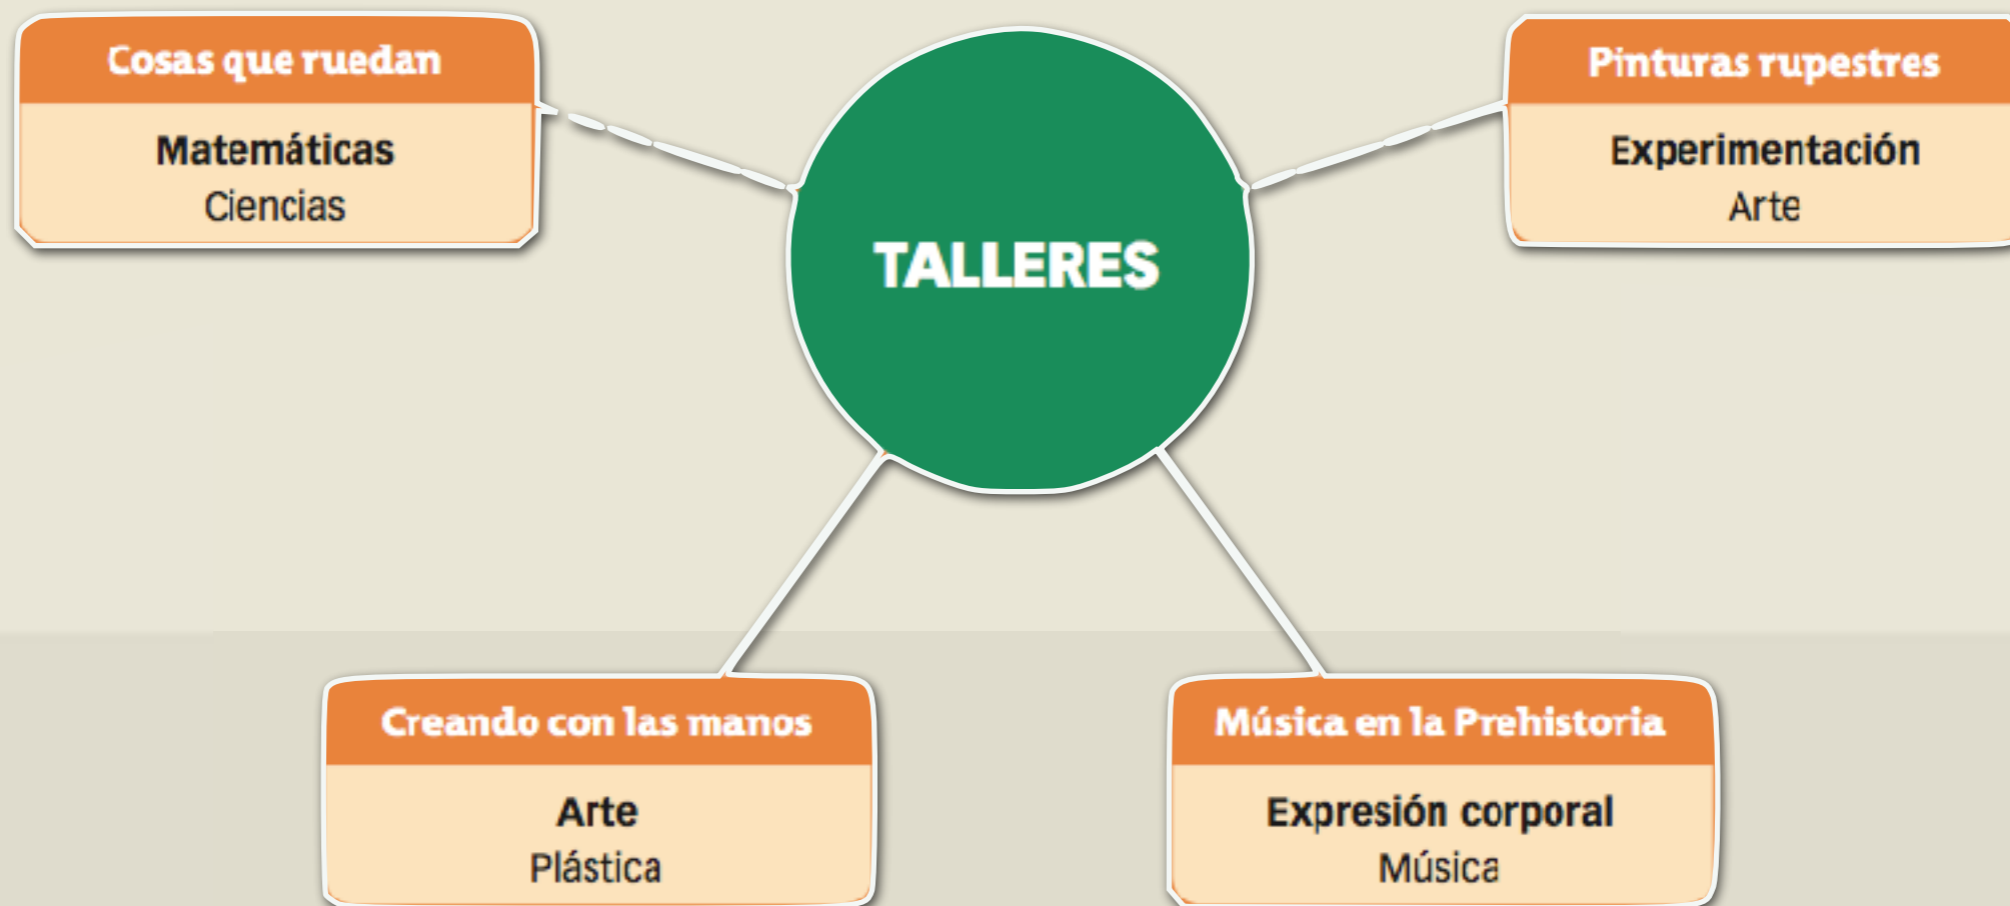 Cosas que ruedan
Matemáticas
Ciencias
TALLERES
Pinturas rupestres
Experimentación
Arte
Creando con las manos
Arte
Plástica
Música en la Prehistoria
Expresión corporal
Música